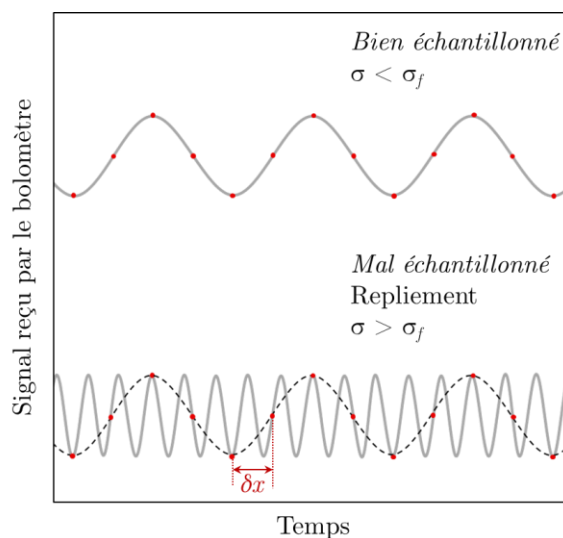 Bien échantillonné
σ < σ_f
Signal reçu par le bolomètre
Mal échantillonné
Repliement
σ > σ_f
δx
Temps